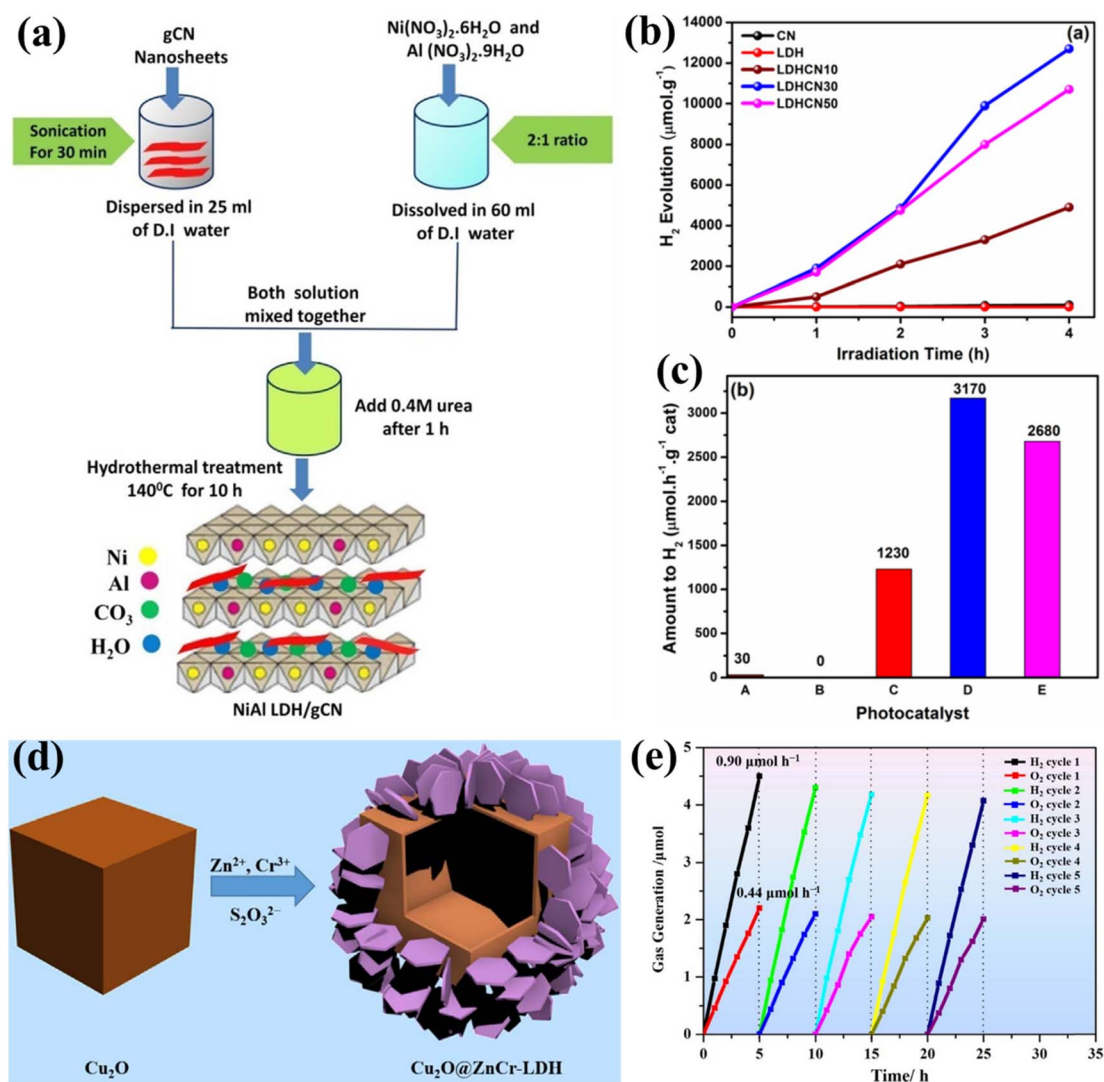 (a)
gCN
Nanosheets
Ni(NO₃)₂.6H₂O and
Al (NO₃)₂.9H₂O
Sonication
For 30 min
2:1 ratio
Dispersed in 25 ml
of D.I water
Dissolved in 60 ml
of D.I water
Both solution
mixed together
Add 0.4M urea
after 1 h
Hydrothermal treatment
140⁰C for 10 h
Ni
Al
CO₃
H₂O
NiAl LDH/gCN
(b)
(a)
CN
LDH
LDHCN10
LDHCN30
LDHCN50
H₂ Evolution (µmol.g⁻¹)
14000
12000
10000
8000
6000
4000
2000
0
0 1 2 3 4
Irradiation Time (h)
(c)
(b)
Amount to H₂ (µmol.h⁻¹.g⁻¹ cat)
3000
2500
2000
1500
1000
500
0
30
0
1230
3170
2680
A B C D E
Photocatalyst
(d)
Zn²⁺, Cr³⁺
S₂O₃²⁻
Cu₂O
Cu₂O@ZnCr-LDH
(e)
Gas Generation /µmol
5
4
3
2
1
0
0.90 µmol h⁻¹
0.44 µmol h⁻¹
H₂ cycle 1
O₂ cycle 1
H₂ cycle 2
O₂ cycle 2
H₂ cycle 3
O₂ cycle 3
H₂ cycle 4
O₂ cycle 4
H₂ cycle 5
O₂ cycle 5
0 5 10 15 20 25 30 35
Time/ h